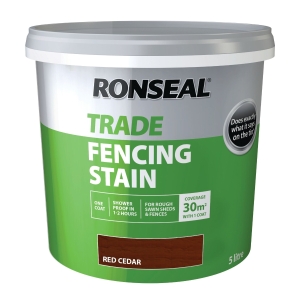 RONSEAL
Does exactly
what it says
on the tin
TRADE
FENCING
STAIN
ONE
COAT
SHOWER
PROOF IN
1-2 HOURS
FOR ROUGH
SAWN SHEDS
& FENCES
COVERAGE
30m²
WITH 1 COAT
RED CEDAR
5 litre